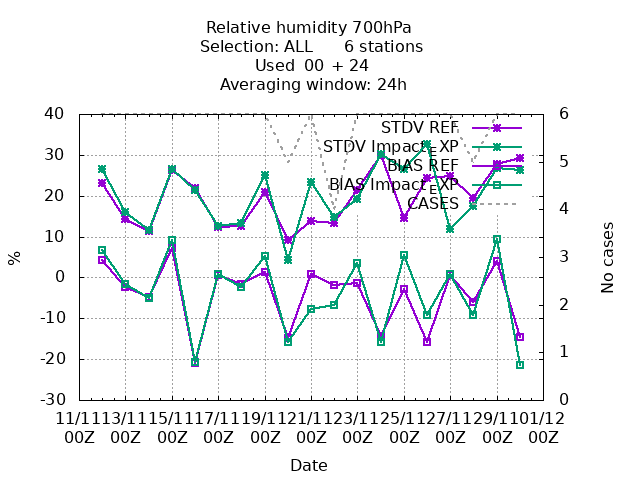 Relative humidity 700hPa
Selection: ALL 6 stations
Used 00 + 24
Averaging window: 24h
STDV REF
STDV Impact_EXP
BIAS REF
BIAS Impact_EXP
CASES
40
30
20
10
0
-10
-20
-30
%
6
5
4
3
2
1
0
No cases
11/11 13/11 15/11 17/11 19/11 21/11 23/11 25/11 27/11 29/11 01/12
00Z 00Z 00Z 00Z 00Z 00Z 00Z 00Z 00Z 00Z 00Z
Date